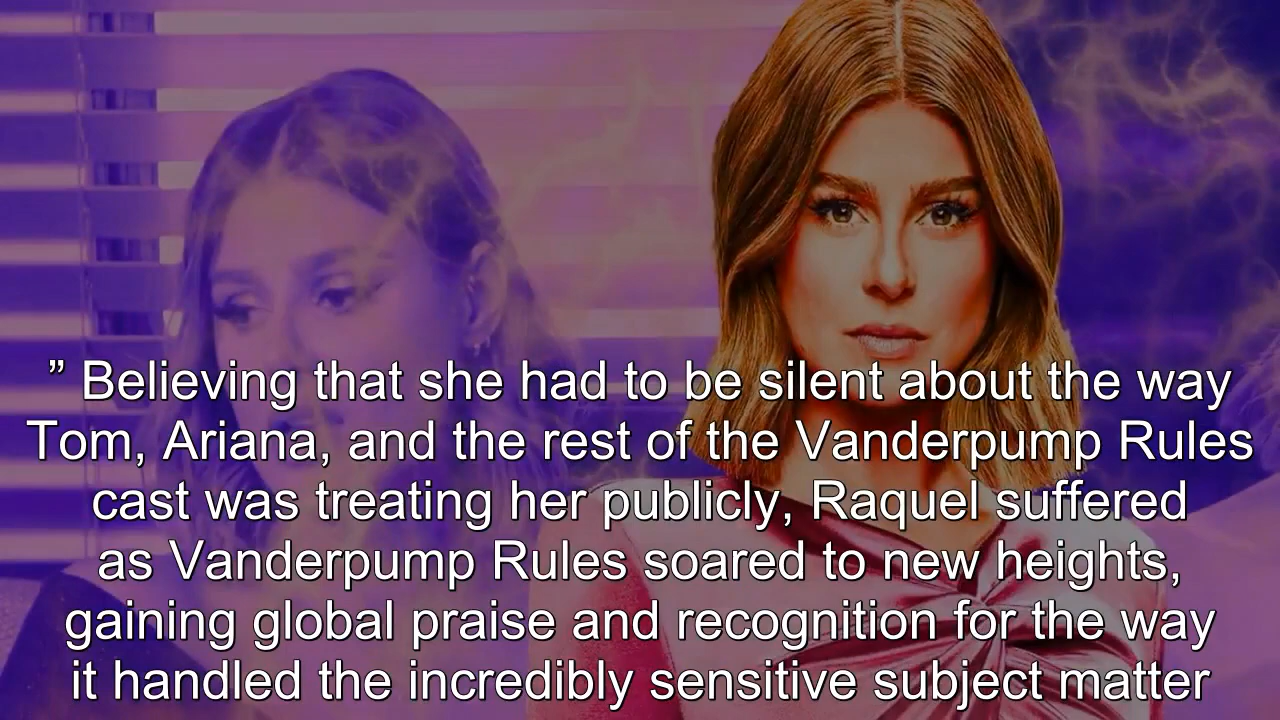 ” Believing that she had to be silent about the way
Tom, Ariana, and the rest of the Vanderpump Rules
cast was treating her publicly, Raquel suffered
as Vanderpump Rules soared to new heights,
gaining global praise and recognition for the way
it handled the incredibly sensitive subject matter